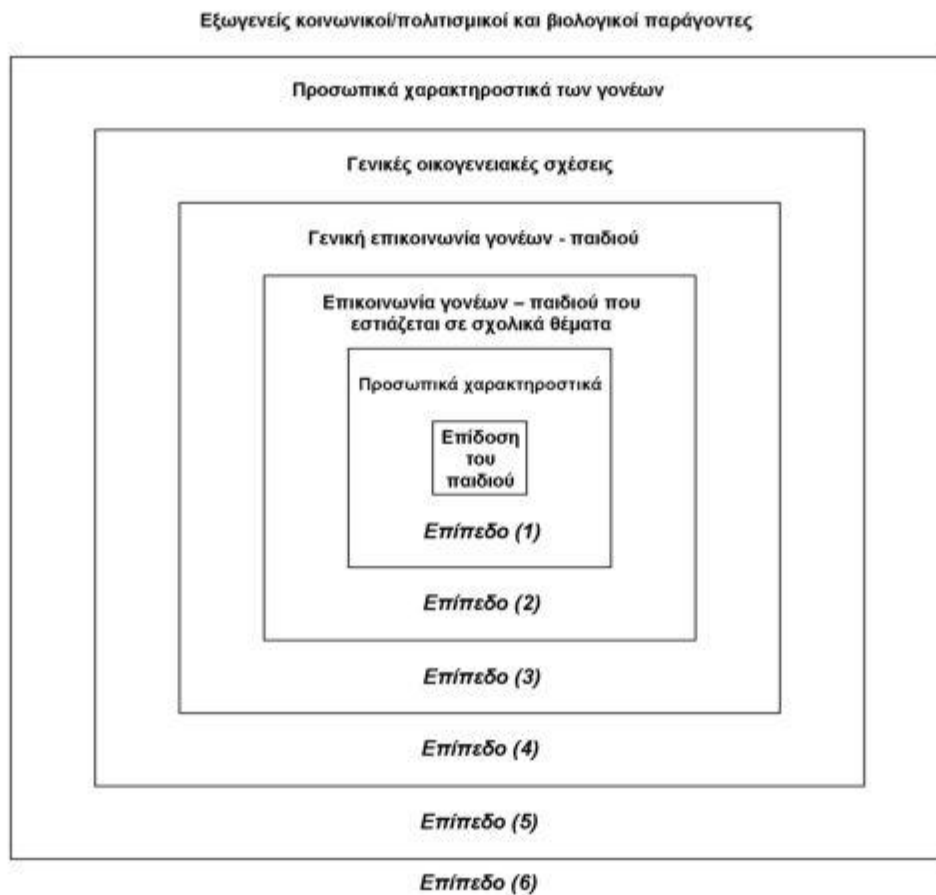 Εξωγενείς κοινωνικοί/πολιτισμικοί και βιολογικοί παράγοντες
Προσωπικά χαρακτηροστικά των γονέων
Γενικές οικογενειακές σχέσεις
Γενική επικοινωνία γονέων - παιδιού
Επικοινωνία γονέων – παιδιού που
εστιάζεται σε σχολικά θέματα
Προσωπικά χαρακτηροστικά
Επίδοση
του
παιδιού
Επίπεδο (1)
Επίπεδο (2)
Επίπεδο (3)
Επίπεδο (4)
Επίπεδο (5)
Επίπεδο (6)